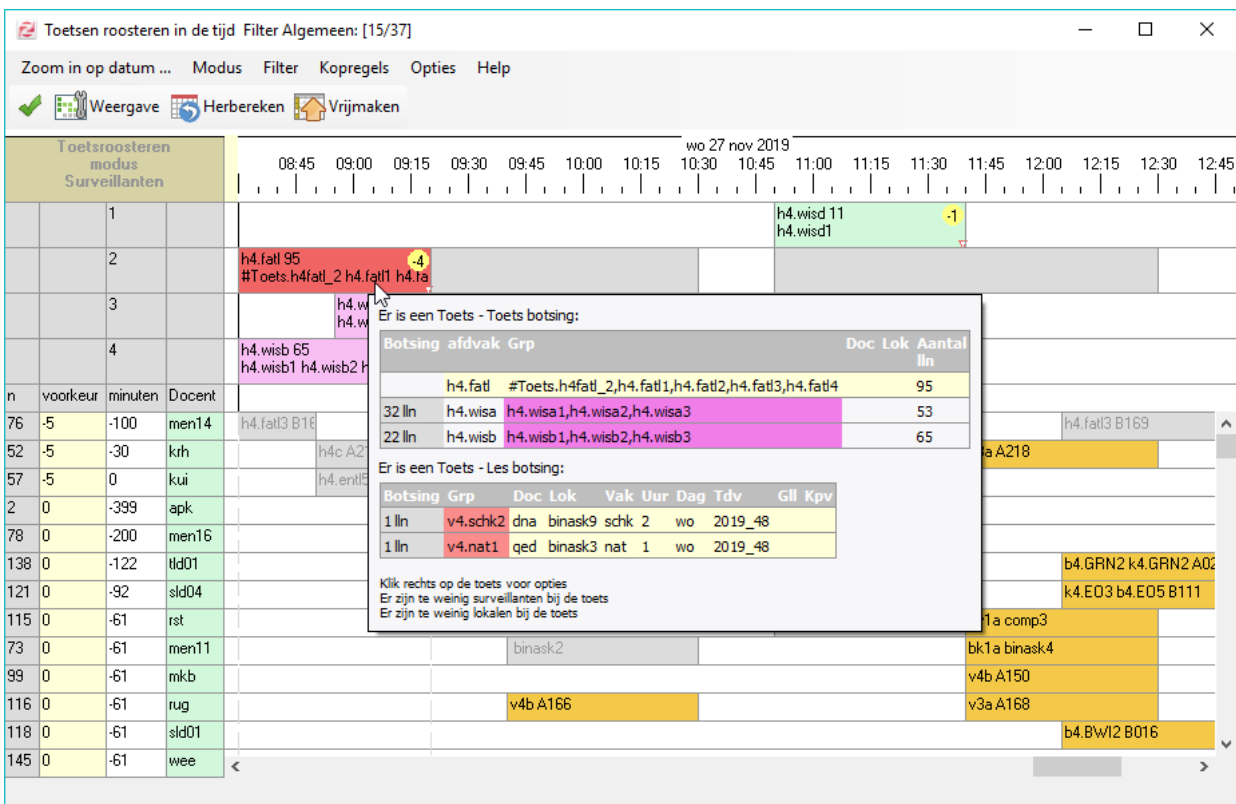 Toetsen roosteren in de tijd Filter Algemeen: [15/37]
Zoom in op datum ... Modus Filter Kopregels Opties Help
Weergave Herbereken Vrijmaken
Toetsroosteren
modus
Surveillanten
wo 27 nov 2019
08:45 09:00 09:15 09:30 09:45 10:00 10:15 10:30 10:45 11:00 11:15 11:30 11:45 12:00 12:15 12:30 12:45
1 h4.wisd 11 -1
h4.wisd1
2 h4.fatl 95 -4
#Toets.h4fatl_2 h4.fatl1 h4.fa
3 h4.w
h4.w
4 h4.wisb 65
h4.wisb1 h4.wisb2 h
Er is een Toets - Toets botsing:
Botsing afdvak Grp Doc Lok Aantal
lln
h4.fatl #Toets.h4fatl_2,h4.fatl1,h4.fatl2,h4.fatl3,h4.fatl4 95
32 lln h4.wisa h4.wisa1,h4.wisa2,h4.wisa3 53
22 lln h4.wisb h4.wisb1,h4.wisb2,h4.wisb3 65
Er is een Toets - Les botsing:
Botsing Grp Doc Lok Vak Uur Dag Tdv Gll Kpv
1 lln v4.schk2 dna binask9 schk 2 wo 2019_48
1 lln v4.nat1 qed binask3 nat 1 wo 2019_48
Klik rechts op de toets voor opties
Er zijn te weinig surveillanten bij de toets
Er zijn te weinig lokalen bij de toets
n voorkeur minuten Docent
76 -5 -100 men14 h4.fatl3 B16 h4.fatl3 B169
52 -5 -30 krh h4c A2 a A218
57 -5 0 kui h4.entl5
2 0 -399 apk
78 0 -200 men16
138 0 -122 tld01 b4.GRN2 k4.GRN2 A02
121 0 -92 sld04 k4.EO3 b4.EO5 B111
115 0 -61 rst 1a comp3
73 0 -61 men11 binask2 bk1a binask4
99 0 -61 mkb v4b A150
116 0 -61 rug v4b A166 v3a A168
118 0 -61 sld01 b4.BWI2 B016
145 0 -61 wee